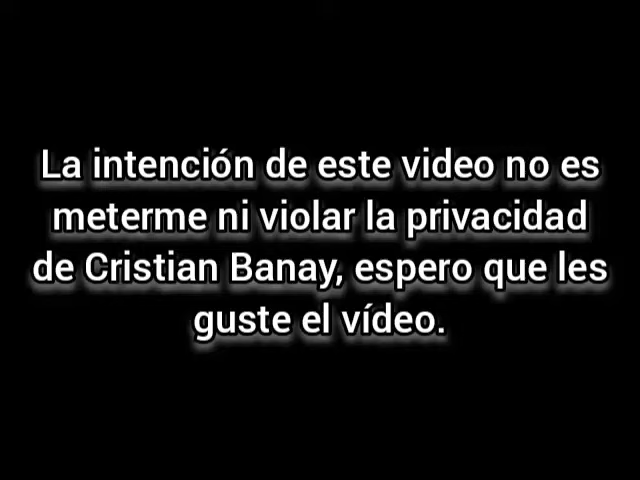 La intención de este video no es
meterme ni violar la privacidad
de Cristian Banay, espero que les
guste el vídeo.